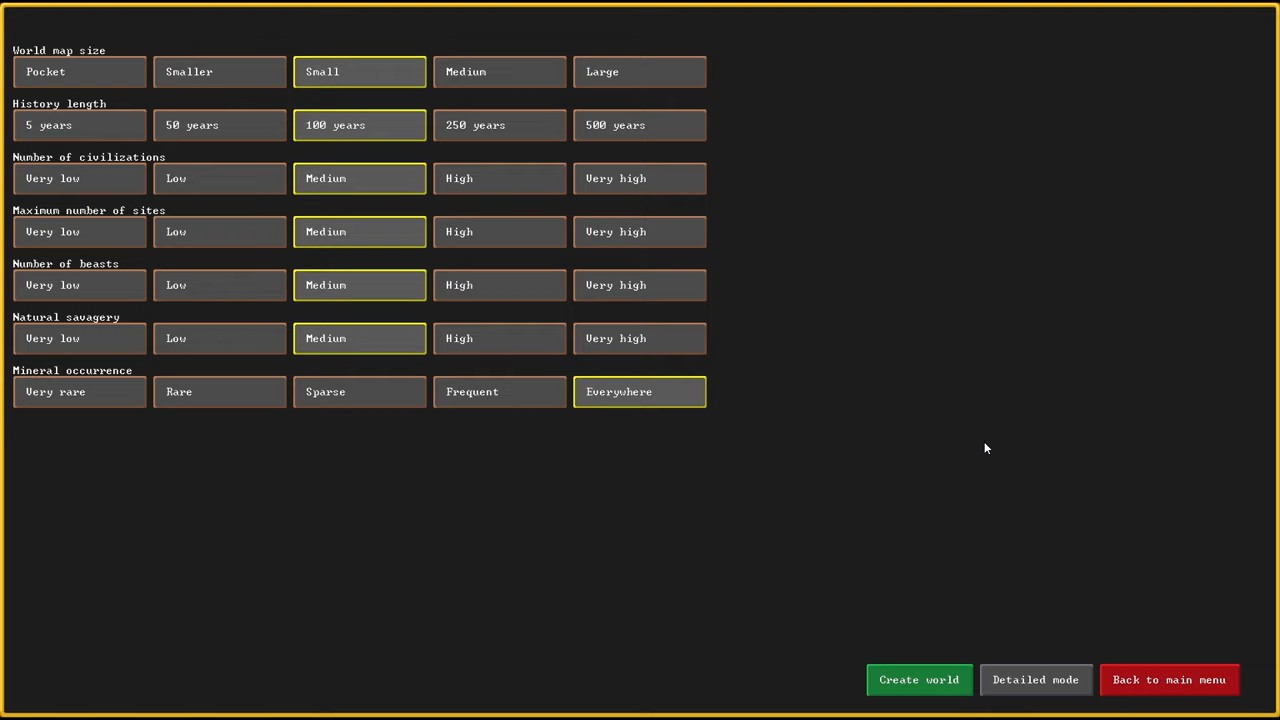 World map size
Pocket Smaller Small Medium Large
History length
5 years 50 years 100 years 250 years 500 years
Number of civilizations
Very low Low Medium High Very high
Maximum number of sites
Very low Low Medium High Very high
Number of beasts
Very low Low Medium High Very high
Natural savagery
Very low Low Medium High Very high
Mineral occurrence
Very rare Rare Sparse Frequent Everywhere
Create world Detailed mode Back to main menu